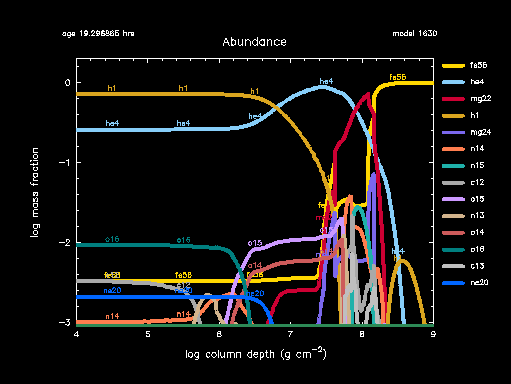 age 19.296865 hrs
model 1630
Abundance
fe56
he4
mg22
h1
mg24
n14
n15
c12
o15
n13
o14
o16
c13
ne20
log mass fraction
0
-1
-2
-3
h1 h1 h1
he4 he4 he4 he4
fe56
o16 o16
o15
o14
fe56 fe56 fe56
c12
ne20 ne20
n14 n14
4 5 6 7 8 9
log column depth (g cm-2)